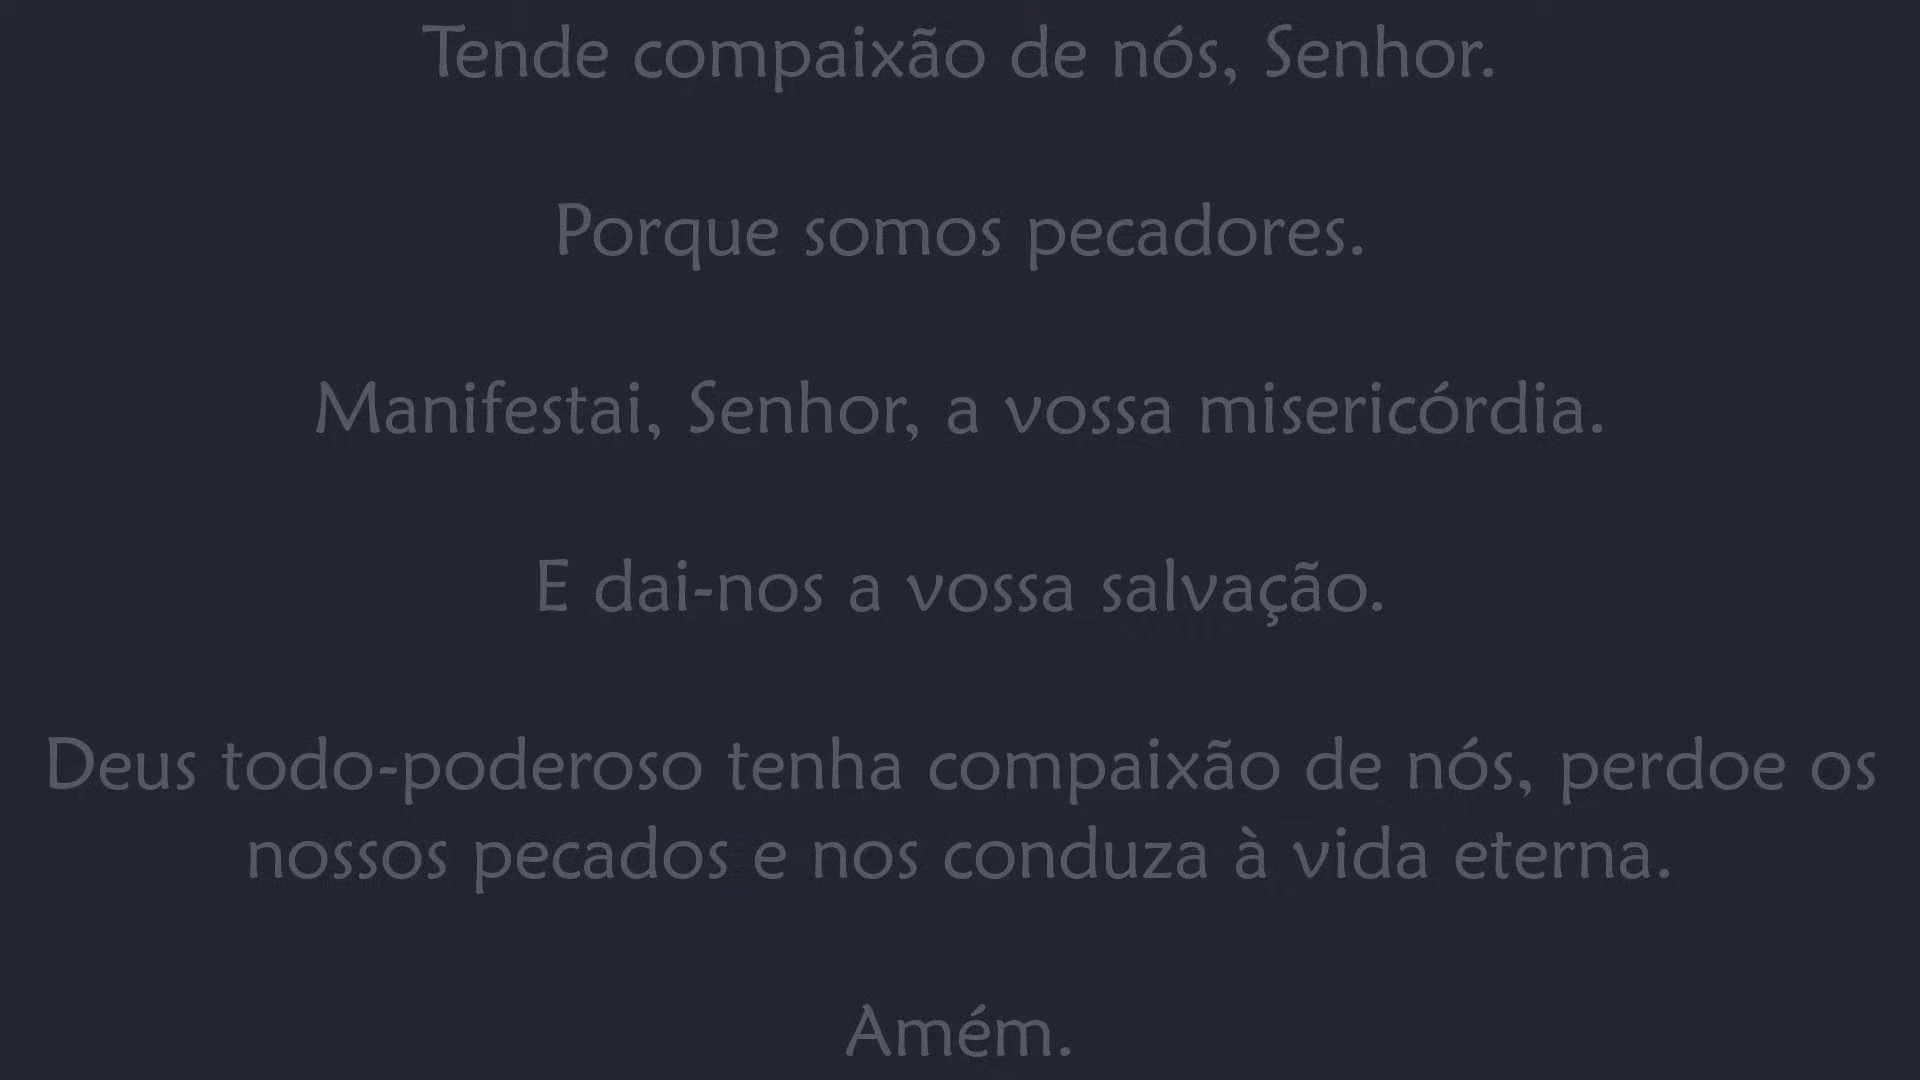 Tende compaixão de nós, Senhor.
Porque somos pecadores.
Manifestai, Senhor, a vossa misericórdia.
E dai-nos a vossa salvação.
Deus todo-poderoso tenha compaixão de nós, perdoe os
nossos pecados e nos conduza à vida eterna.
Amém.